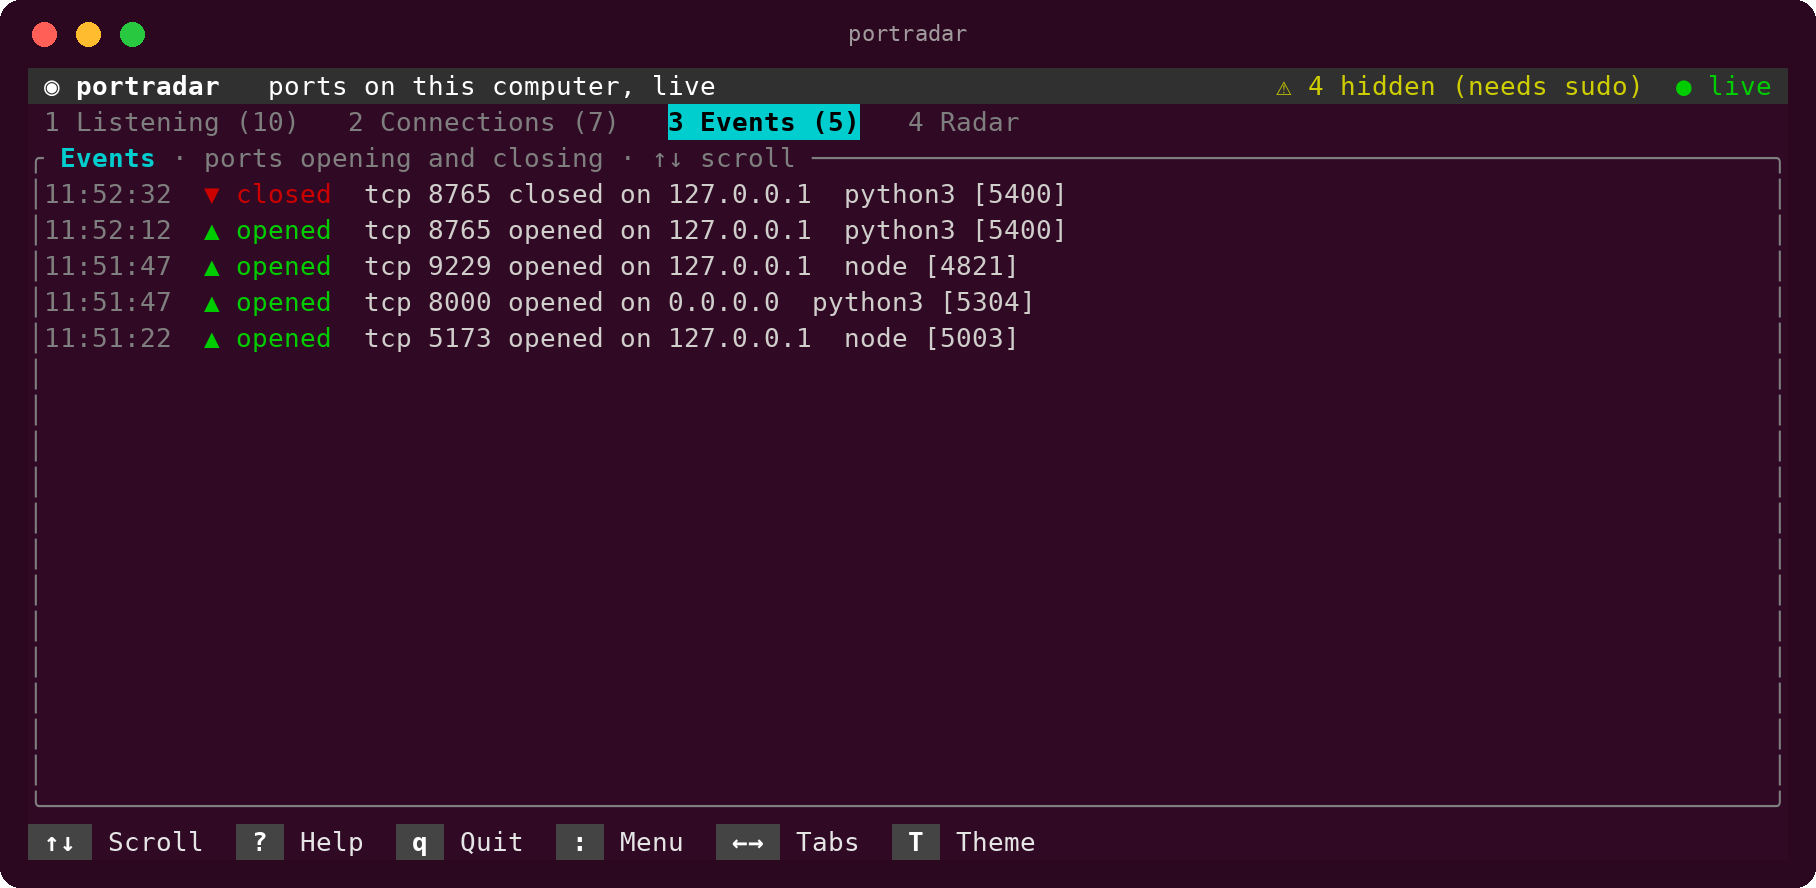 portradar
◉ portradar   ports on this computer, live   ⚠ 4 hidden (needs sudo)  ● live
1 Listening (10)   2 Connections (7)   3 Events (5)   4 Radar
Events · ports opening and closing · ↑↓ scroll
11:52:32  ▼ closed  tcp 8765 closed on 127.0.0.1  python3 [5400]
11:52:12  ▲ opened  tcp 8765 opened on 127.0.0.1  python3 [5400]
11:51:47  ▲ opened  tcp 9229 opened on 127.0.0.1  node [4821]
11:51:47  ▲ opened  tcp 8000 opened on 0.0.0.0  python3 [5304]
11:51:22  ▲ opened  tcp 5173 opened on 127.0.0.1  node [5003]
↑↓ Scroll  ? Help  q Quit  : Menu  ←→ Tabs  T Theme